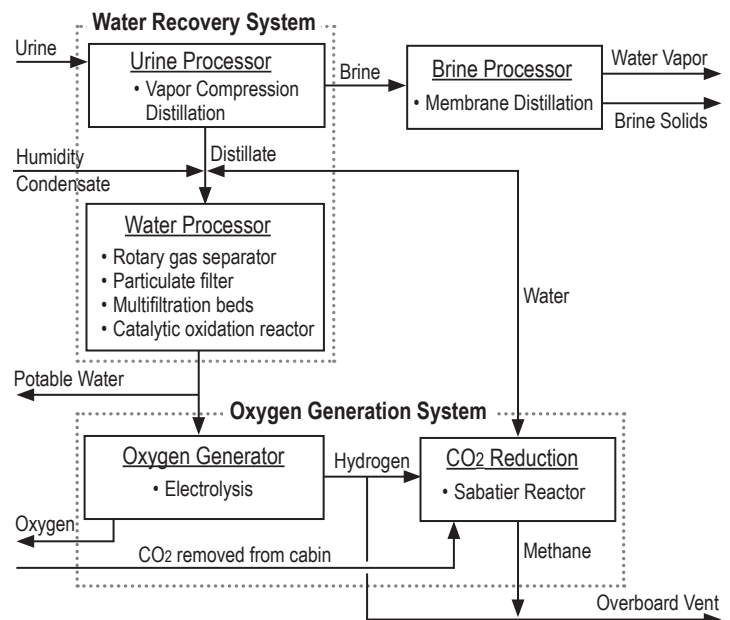 Water Recovery System
Urine
Urine Processor
• Vapor Compression
Distillation
Brine
Brine Processor
• Membrane Distillation
Water Vapor
Brine Solids
Humidity
Condensate
Distillate
Water Processor
• Rotary gas separator
• Particulate filter
• Multifiltration beds
• Catalytic oxidation reactor
Water
Potable Water
Oxygen Generation System
Oxygen Generator
• Electrolysis
Hydrogen
CO2 Reduction
• Sabatier Reactor
Oxygen
CO2 removed from cabin
Methane
Overboard Vent